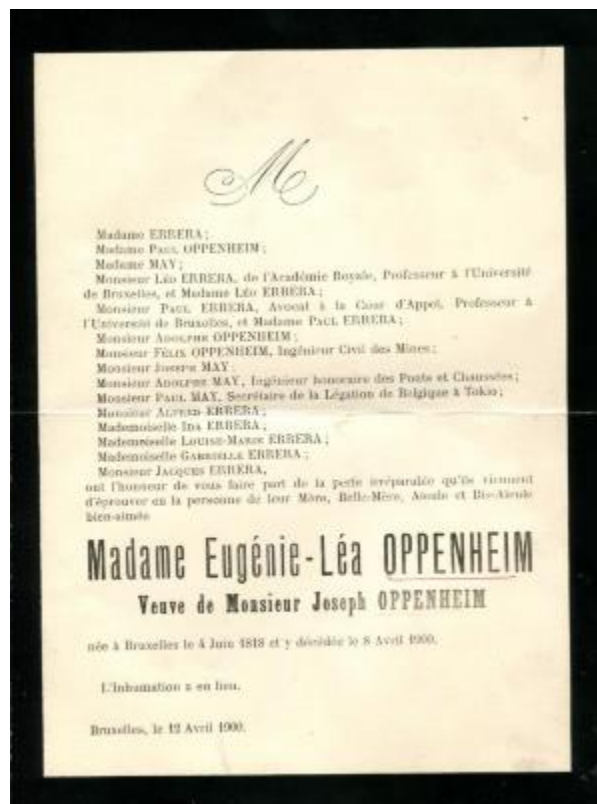 M
Madame ERRERA;
Madame PAUL OPPENHEIM;
Madame MAY;
Monsieur LÉO ERRERA, de l'Académie Royale, Professeur à l'Université
de Bruxelles, et Madame LÉO ERRERA;
Monsieur PAUL ERRERA, Avocat à la Cour d'Appel, Professeur à
l'Université de Bruxelles, et Madame PAUL ERRERA;
Monsieur ADOLPHE OPPENHEIM;
Monsieur FÉLIX OPPENHEIM, Ingénieur Civil des Mines;
Monsieur JOSEPH MAY;
Monsieur ADOLPHE MAY, Ingénieur honoraire des Ponts et Chaussées;
Monsieur PAUL MAY, Secrétaire de la Légation de Belgique à Tokio;
Monsieur ALFRED ERRERA;
Mademoiselle IDA ERRERA;
Mademoiselle LOUISE-MARIE ERRERA;
Mademoiselle GABRIELLE ERRERA;
Monsieur JACQUES ERRERA,
ont l'honneur de vous faire part de la perte irréparable qu'ils viennent
d'éprouver en la personne de leur Mère, Belle-Mère, Aïeule et Bis-Aïeule
bien-aimée
Madame Eugénie-Léa OPPENHEIM
Veuve de Monsieur Joseph OPPENHEIM
née à Bruxelles le 4 Juin 1818 et y décédée le 8 Avril 1900.
L'Inhumation a eu lieu.
Bruxelles, le 12 Avril 1900.